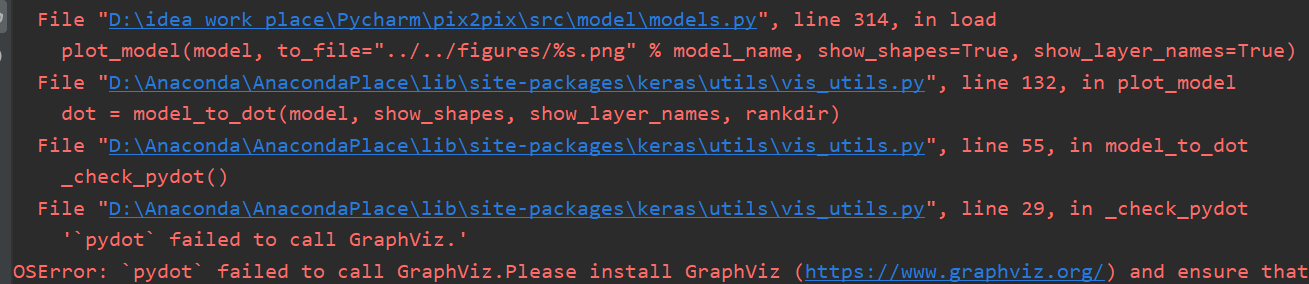 File "D:\idea work place\Pycharm\pix2pix\src\model\models.py", line 314, in load
plot_model(model, to_file="../../figures/%s.png" % model_name, show_shapes=True, show_layer_names=True)
File "D:\Anaconda\AnacondaPlace\lib\site-packages\keras\utils\vis_utils.py", line 132, in plot_model
dot = model_to_dot(model, show_shapes, show_layer_names, rankdir)
File "D:\Anaconda\AnacondaPlace\lib\site-packages\keras\utils\vis_utils.py", line 55, in model_to_dot
_check_pydot()
File "D:\Anaconda\AnacondaPlace\lib\site-packages\keras\utils\vis_utils.py", line 29, in _check_pydot
'`pydot` failed to call GraphViz.'
OSError: `pydot` failed to call GraphViz.Please install GraphViz (https://www.graphviz.org/) and ensure that